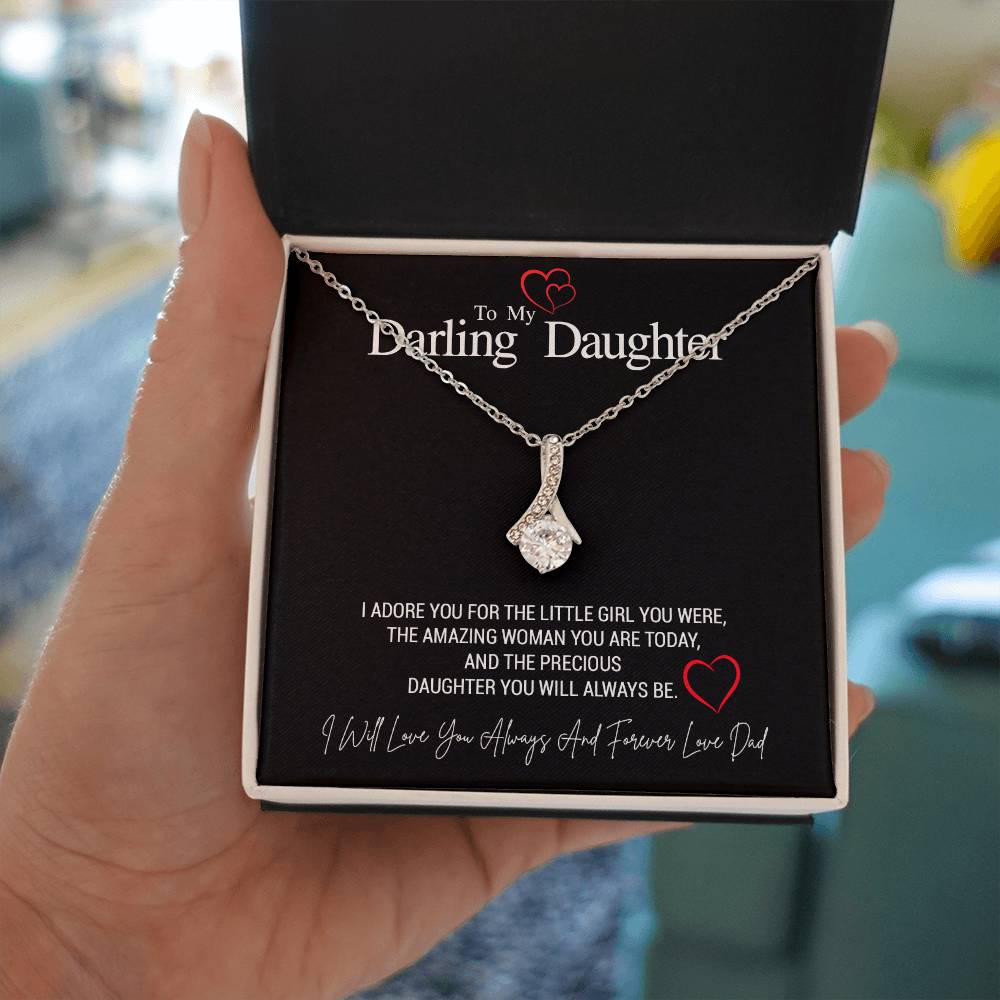 To My
Darling Daughter
I ADORE YOU FOR THE LITTLE GIRL YOU WERE,
THE AMAZING WOMAN YOU ARE TODAY,
AND THE PRECIOUS
DAUGHTER YOU WILL ALWAYS BE.
I Will Love You Always And Forever Love Dad